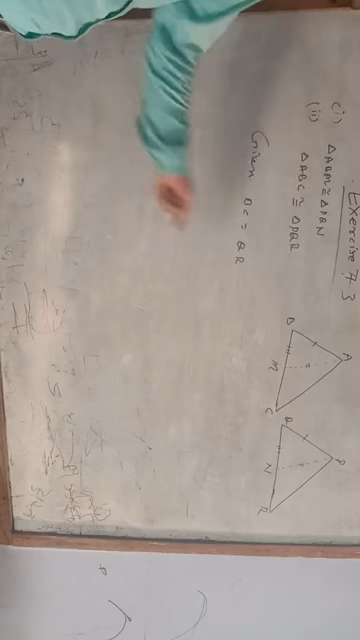 Exercise 7.3
(i) ΔABM ≅ ΔPQN
(ii) ΔABC ≅ ΔPQR
Given BC = QR
A
B
M
C
P
Q
N
R